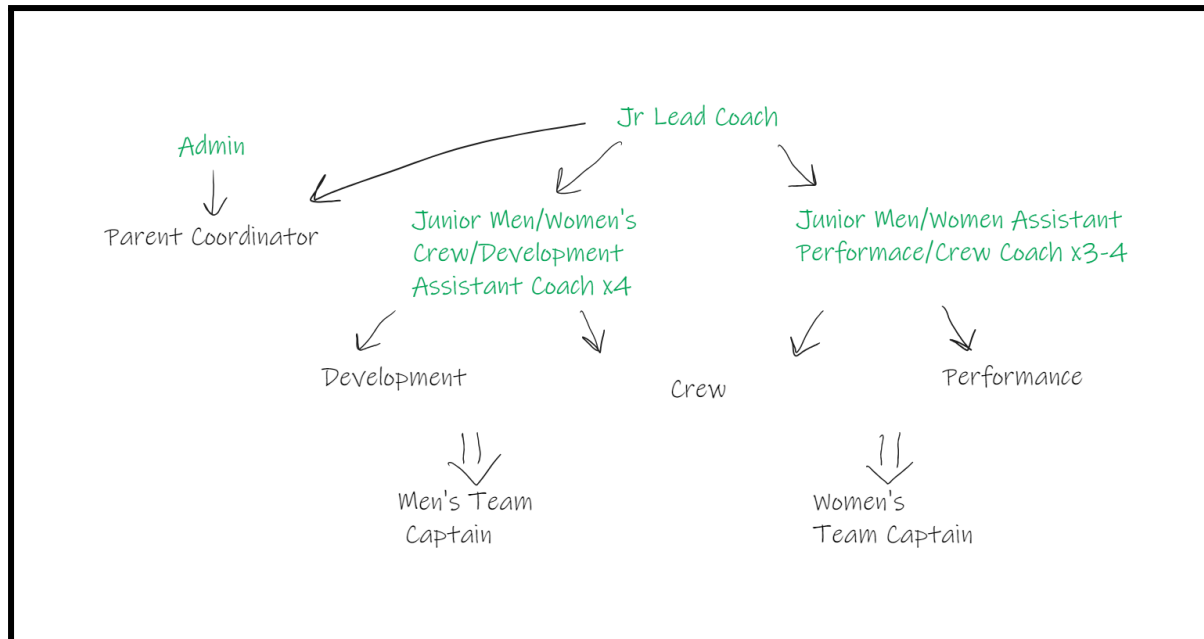 Jr Lead Coach
Admin
Parent Coordinator
Junior Men/Women's
Crew/Development
Assistant Coach x4
Junior Men/Women Assistant
Performace/Crew Coach x3-4
Development
Crew
Performance
Men's Team
Captain
Women's
Team Captain